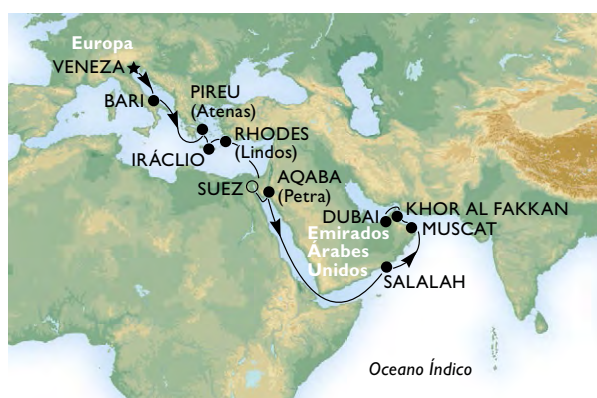 Europa
VENEZA
BARI
PIREU
(Atenas)
RHODES
(Lindos)
IRÁCLIO
SUEZ
AQABA
(Petra)
DUBAI
KHOR AL FAKKAN
MUSCAT
Emirados
Árabes
Unidos
SALALAH
Oceano Índico